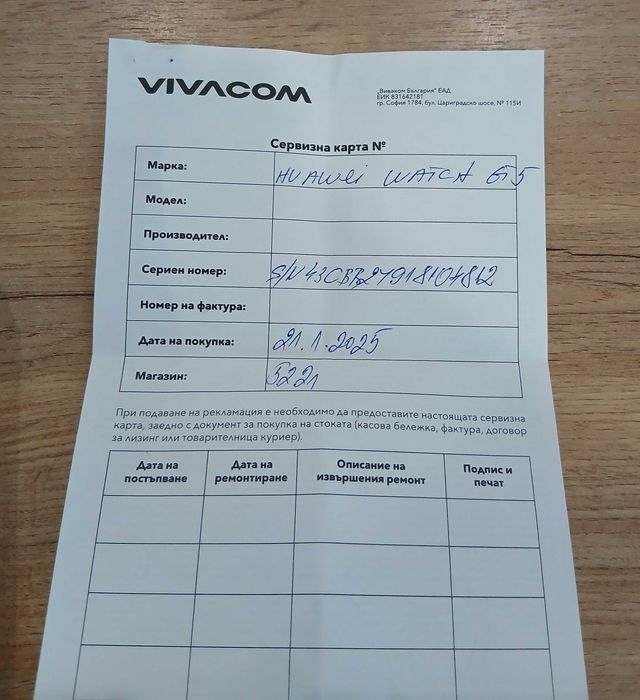 VIVACOM
"Виваком България" ЕАД
ЕИК 831642181
гр. София 1784, бул. Цариградско шосе, № 115И
Сервизна карта №
Марка: HUAWEI WATCH GT5
Модел:
Производител:
Сериен номер: S/N
Номер на фактура:
Дата на покупка: 21.1.2025
Магазин: 5221
При подаване на рекламация е необходимо да предоставите настоящата сервизна
карта, заедно с документ за покупка на стоката (касова бележка, фактура, договор
за лизинг или товарителница куриер).
Дата на постъпване Дата на ремонтиране Описание на извършения ремонт Подпис и печат